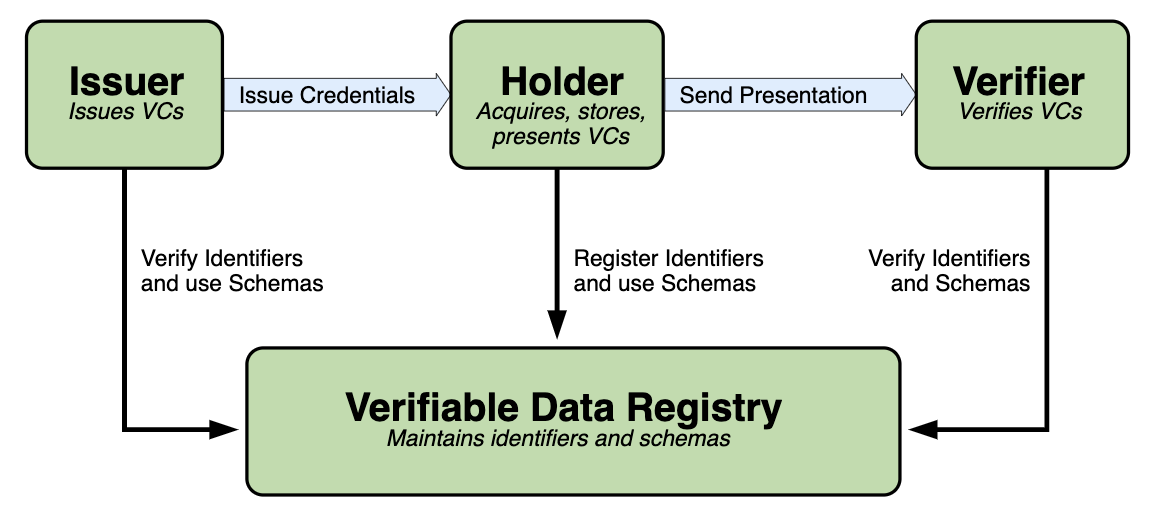 Issuer
Issues VCs
Issue Credentials
Holder
Acquires, stores,
presents VCs
Send Presentation
Verifier
Verifies VCs
Verify Identifiers
and use Schemas
Register Identifiers
and use Schemas
Verify Identifiers
and Schemas
Verifiable Data Registry
Maintains identifiers and schemas